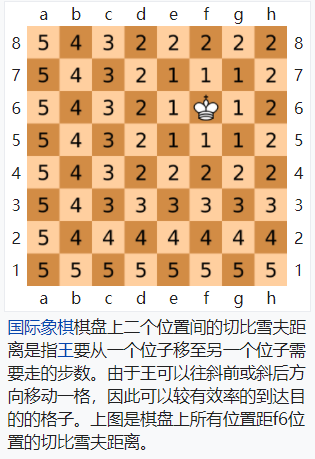 a b c d e f g h
8 5 4 3 2 2 2 2 2 8
7 5 4 3 2 1 1 1 2 7
6 5 4 3 2 1 1 2 6
5 5 4 3 2 1 1 1 2 5
4 5 4 3 2 2 2 2 2 4
3 5 4 3 3 3 3 3 3 3
2 5 4 4 4 4 4 4 4 2
1 5 5 5 5 5 5 5 5 1
a b c d e f g h
国际象棋棋盘上二个位置间的切比雪夫距
离是指王要从一个位子移至另一个位子需
要走的步数。由于王可以往斜前或斜后方
向移动一格，因此可以较有效率的到达目
的的格子。上图是棋盘上所有位置距f6位
置的切比雪夫距离。